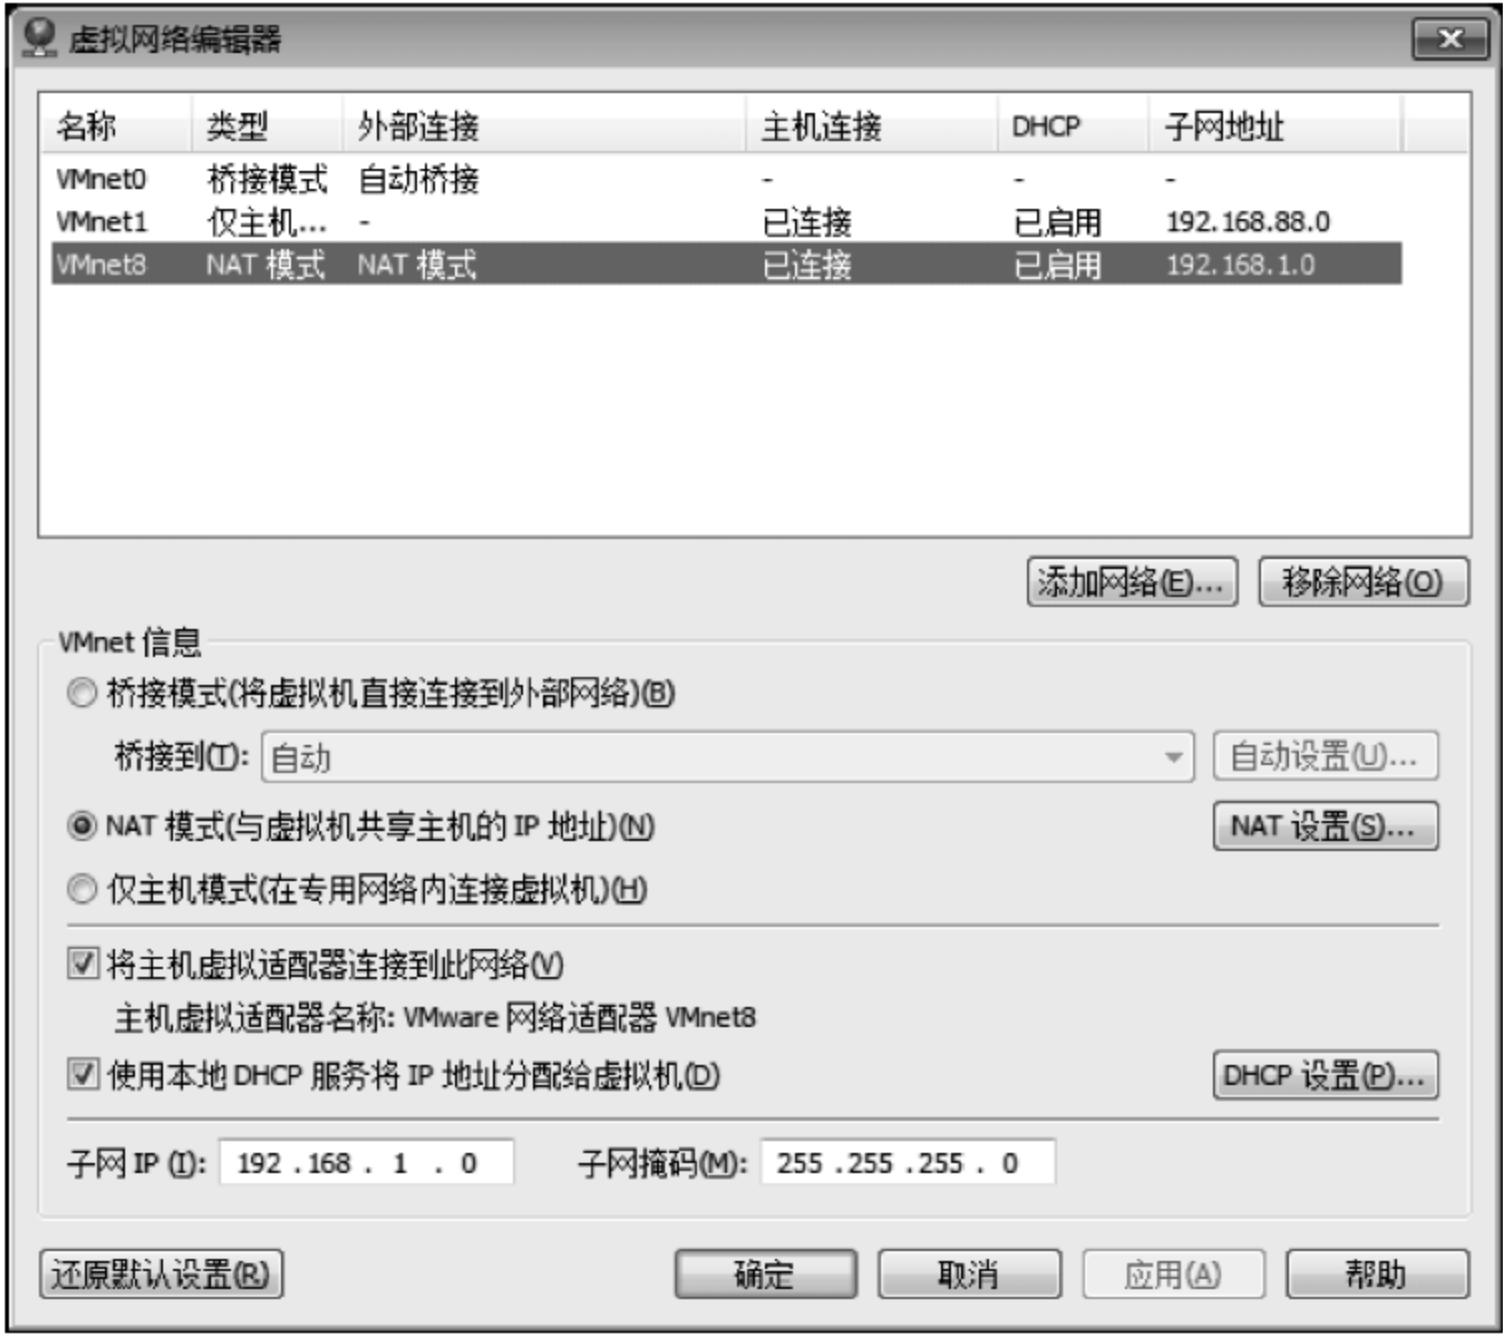 虚拟网络编辑器
名称 类型 外部连接 主机连接 DHCP 子网地址
VMnet0 桥接模式 自动桥接 - - -
VMnet1 仅主机... - 已连接 已启用 192.168.88.0
VMnet8 NAT 模式 NAT 模式 已连接 已启用 192.168.1.0
添加网络(E)... 移除网络(O)
VMnet 信息
桥接模式(将虚拟机直接连接到外部网络)(B)
桥接到(T): 自动 自动设置(U)...
NAT 模式(与虚拟机共享主机的 IP 地址)(N) NAT 设置(S)...
仅主机模式(在专用网络内连接虚拟机)(H)
将主机虚拟适配器连接到此网络(V)
主机虚拟适配器名称: VMware 网络适配器 VMnet8
使用本地 DHCP 服务将 IP 地址分配给虚拟机(D) DHCP 设置(P)...
子网 IP (I): 192 .168 . 1 . 0 子网掩码(M): 255 .255 .255 . 0
还原默认设置(R) 确定 取消 应用(A) 帮助